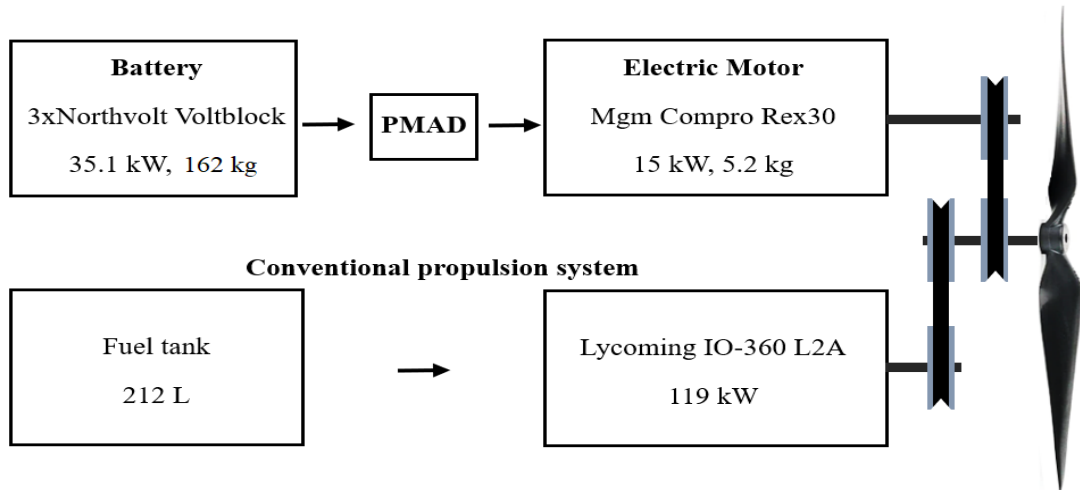 Battery
3xNorthvolt Voltblock
35.1 kW, 162 kg
PMAD
Electric Motor
Mgm Compro Rex30
15 kW, 5.2 kg
Conventional propulsion system
Fuel tank
212 L
Lycoming IO-360 L2A
119 kW